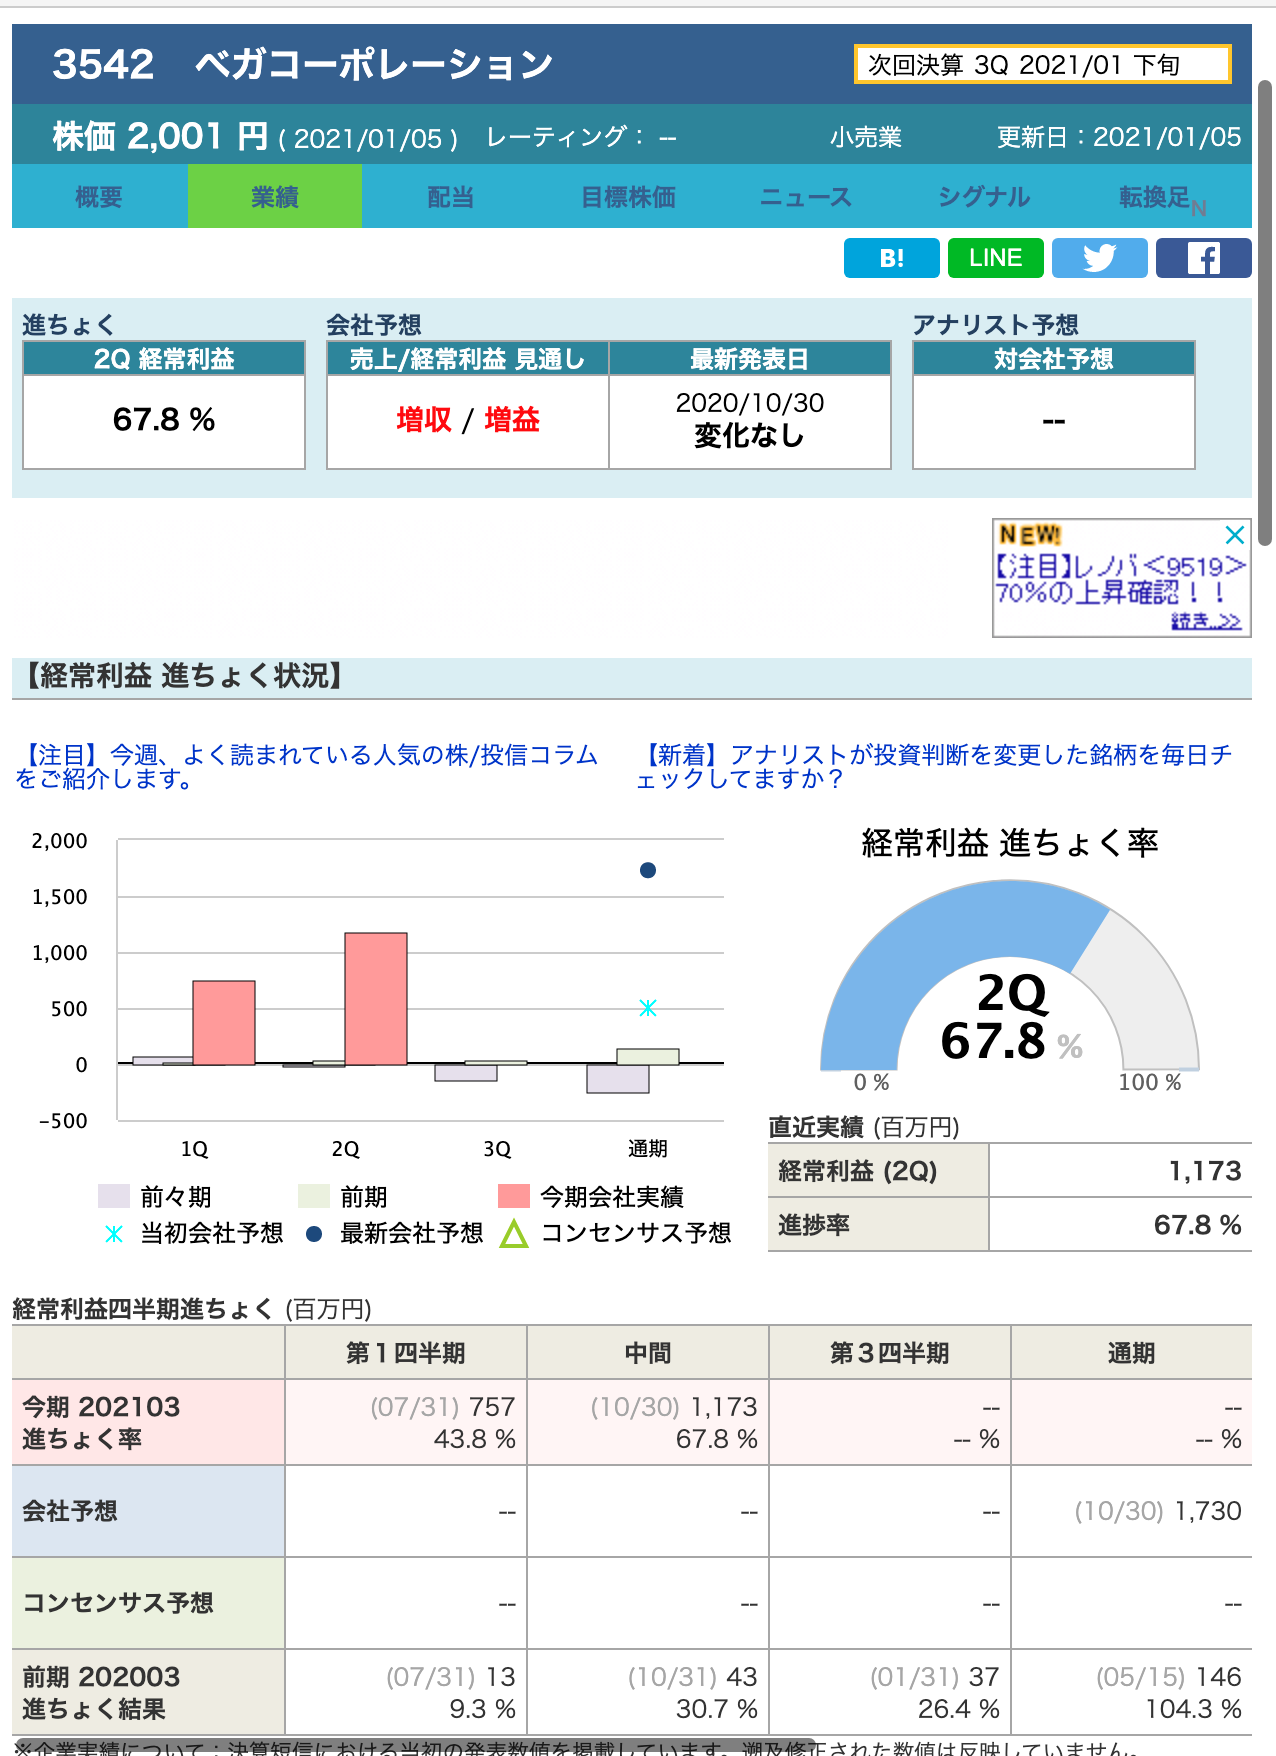 3542　ベガコーポレーション
次回決算 3Q 2021/01 下旬
株価 2,001 円 ( 2021/01/05 )　レーティング： --　小売業　更新日：2021/01/05
概要　業績　配当　目標株価　ニュース　シグナル　転換足N
B!　LINE
進ちょく　会社予想　アナリスト予想
2Q 経常利益　売上/経常利益 見通し　最新発表日　対会社予想
67.8 %　増収 / 増益　2020/10/30　--
変化なし
NEW!
【注目】レノバ<9519>
70%の上昇確認！！
続き..>>
【経常利益 進ちょく状況】
【注目】今週、よく読まれている人気の株/投信コラム
をご紹介します。
【新着】アナリストが投資判断を変更した銘柄を毎日チ
ェックしてますか？
2,000
1,500
1,000
500
0
-500
1Q　2Q　3Q　通期
前々期　前期　今期会社実績
当初会社予想　最新会社予想　コンセンサス予想
経常利益 進ちょく率
2Q
67.8 %
0 %　100 %
直近実績 (百万円)
経常利益 (2Q)　1,173
進捗率　67.8 %
経常利益四半期進ちょく (百万円)
第１四半期　中間　第３四半期　通期
今期 202103　(07/31) 757　(10/30) 1,173　--　--
進ちょく率　43.8 %　67.8 %　-- %　-- %
会社予想　--　--　--　(10/30) 1,730
コンセンサス予想　--　--　--　--
前期 202003　(07/31) 13　(10/31) 43　(01/31) 37　(05/15) 146
進ちょく結果　9.3 %　30.7 %　26.4 %　104.3 %
※企業実績について：決算短信における当初の発表数値を掲載しています。遡及修正された数値は反映していません。